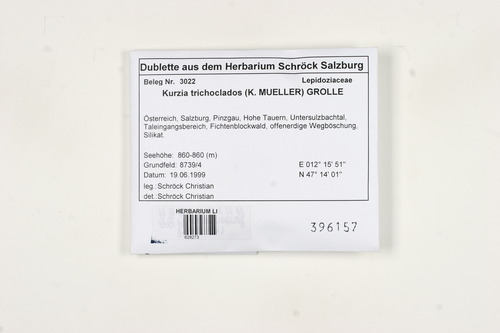 Dublette aus dem Herbarium Schröck Salzburg
Beleg Nr. 3022 Lepidoziaceae
Kurzia trichoclados (K. MUELLER) GROLLE
Österreich, Salzburg, Pinzgau, Hohe Tauern, Untersulzbachtal,
Taleingangsbereich, Fichtenblockwald, offenerdige Wegböschung,
Silikat.
Seehöhe: 860-860 (m) E 012° 15' 51"
Grundfeld: 8739/4 N 47° 14' 01"
Datum: 19.06.1999
leg.:Schröck Christian
det.:Schröck Christian
HERBARIUM LI
396157